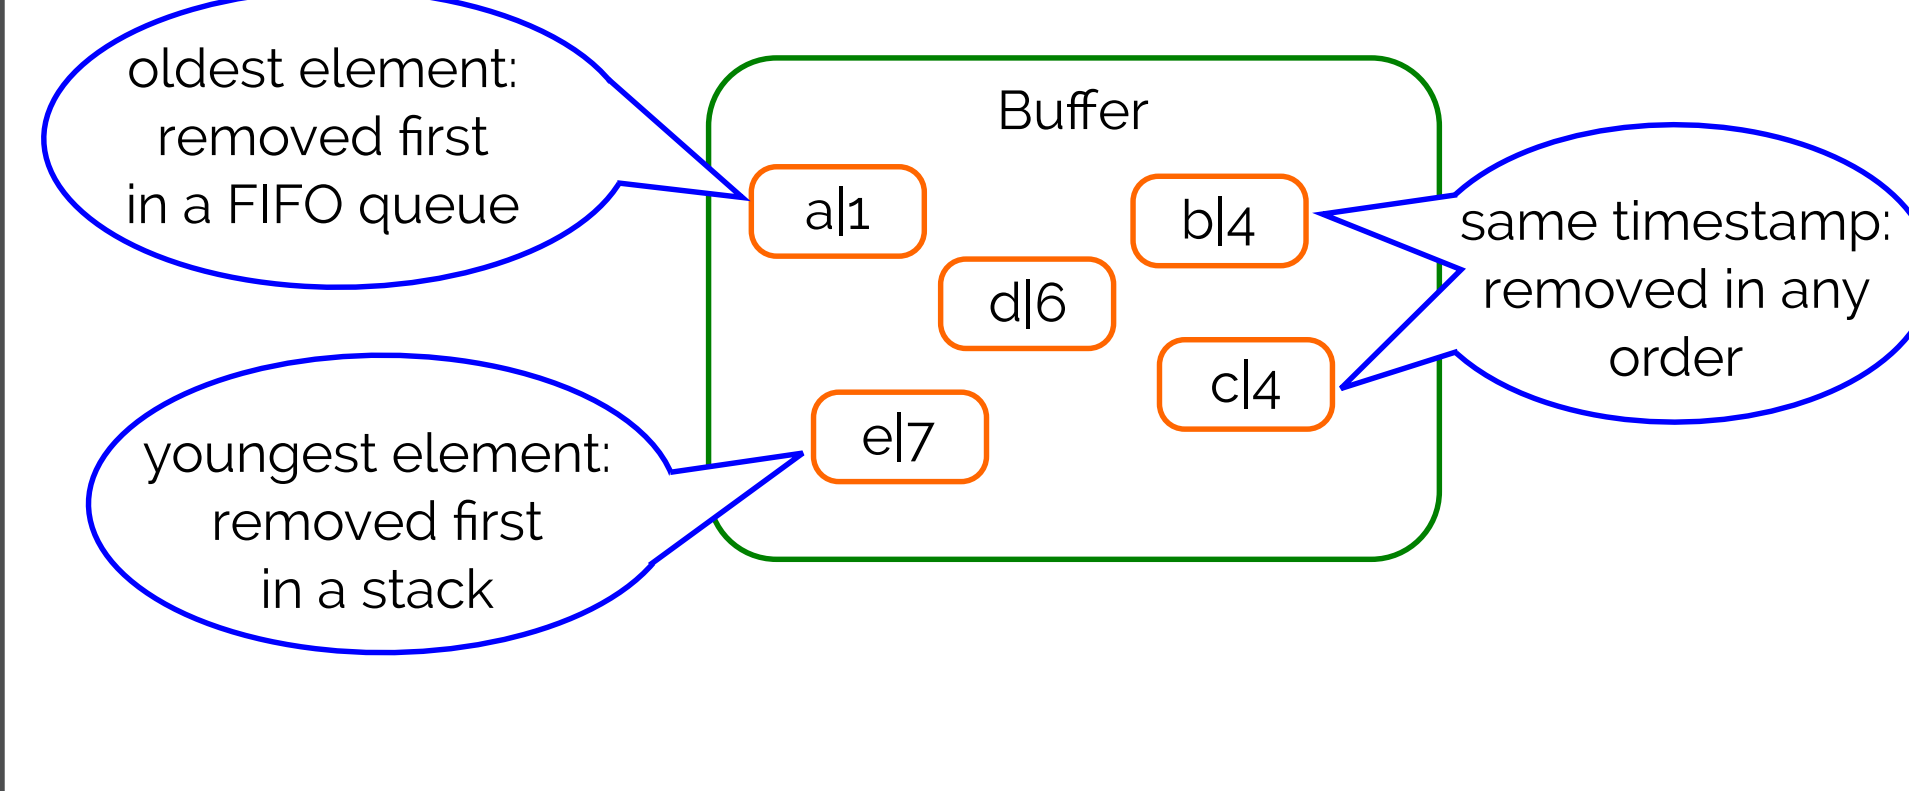 oldest element:
removed first
in a FIFO queue
Buffer
a|1
b|4
d|6
c|4
e|7
same timestamp:
removed in any
order
youngest element:
removed first
in a stack